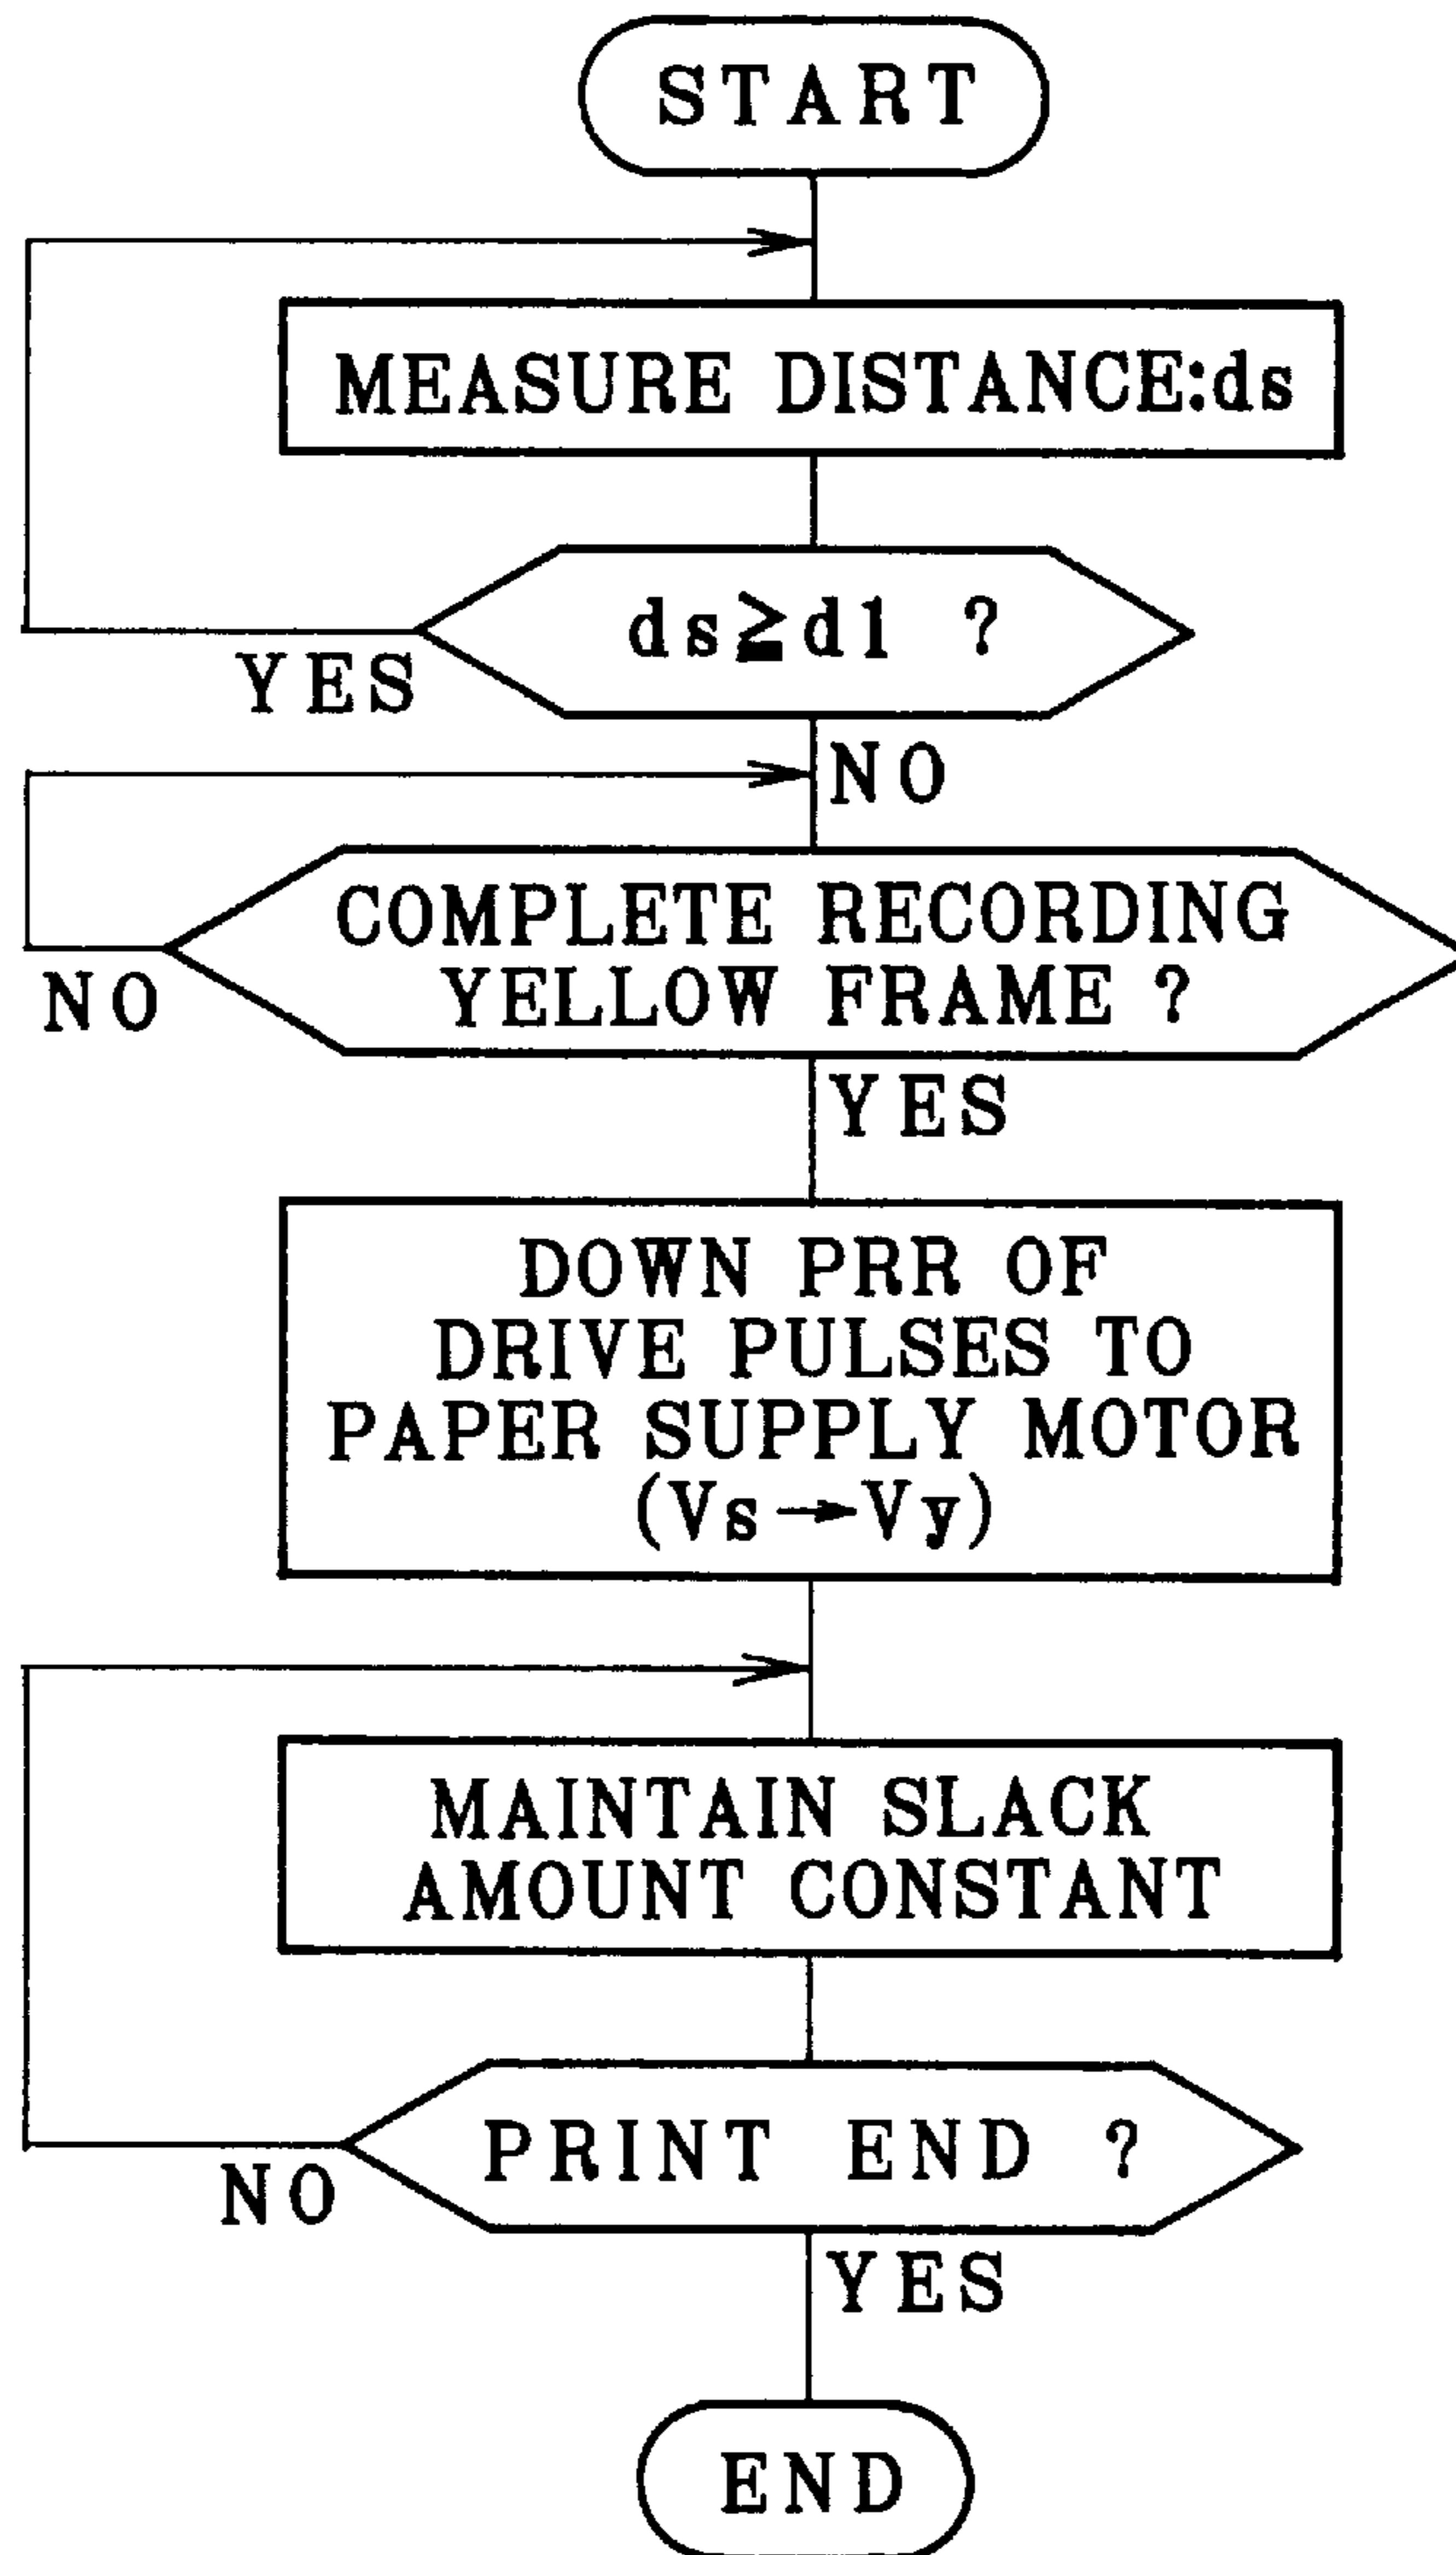 START
MEASURE DISTANCE:ds
ds≧d1 ?
YES
NO
COMPLETE RECORDING
YELLOW FRAME ?
NO
YES
DOWN PRR OF
DRIVE PULSES TO
PAPER SUPPLY MOTOR
(Vs→Vy)
MAINTAIN SLACK
AMOUNT CONSTANT
PRINT END ?
NO
YES
END